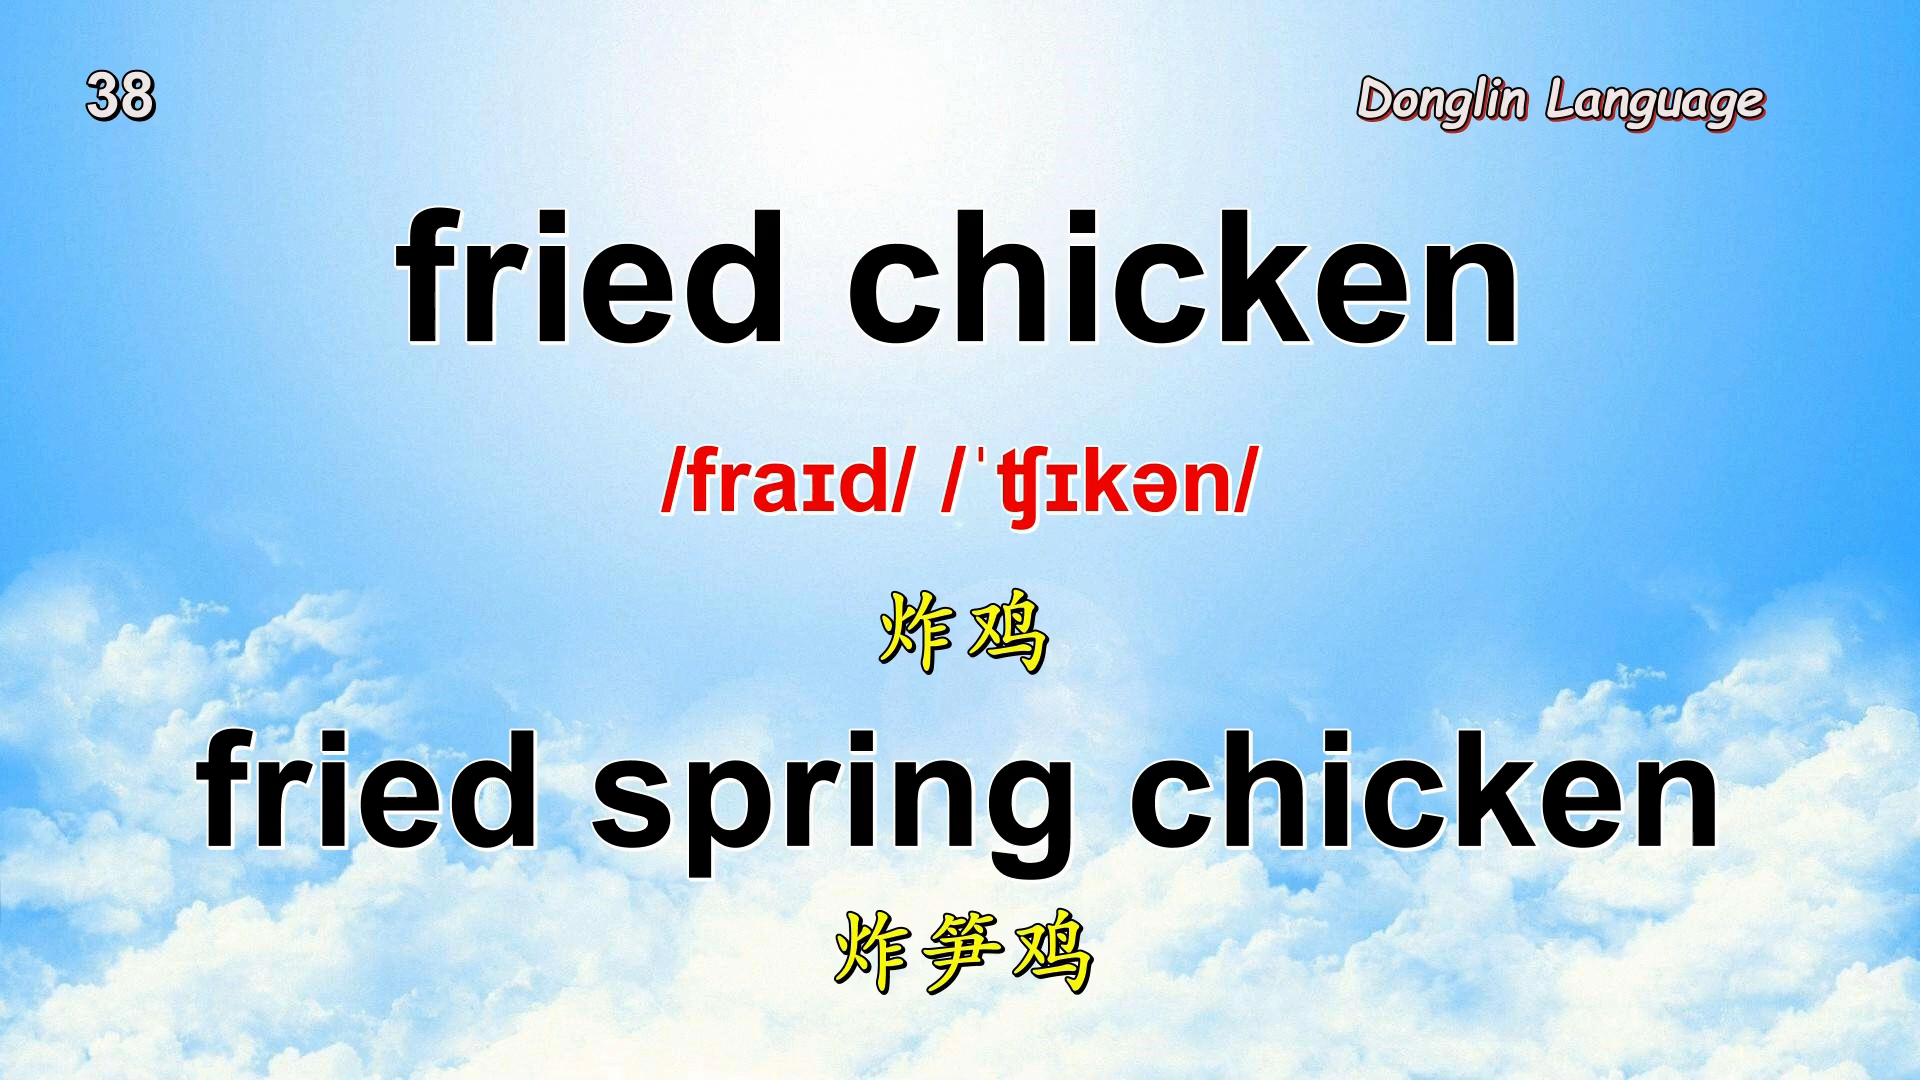 38
Donglin Language
fried chicken
/fraɪd/ /ˈʧɪkən/
炸鸡
fried spring chicken
炸笋鸡